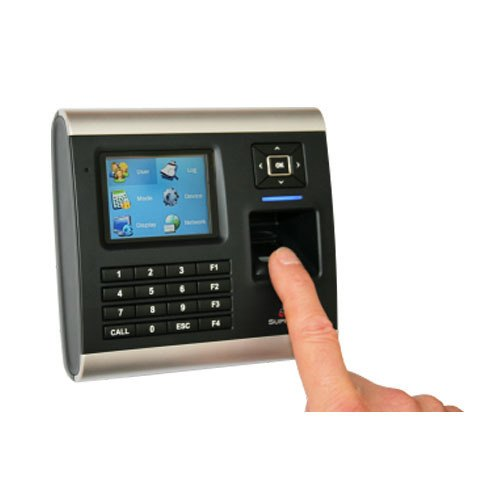 User Log
Mode Device
Display Network
OK
1 2 3 F1
4 5 6 F2
7 8 9 F3
CALL 0 ESC F4